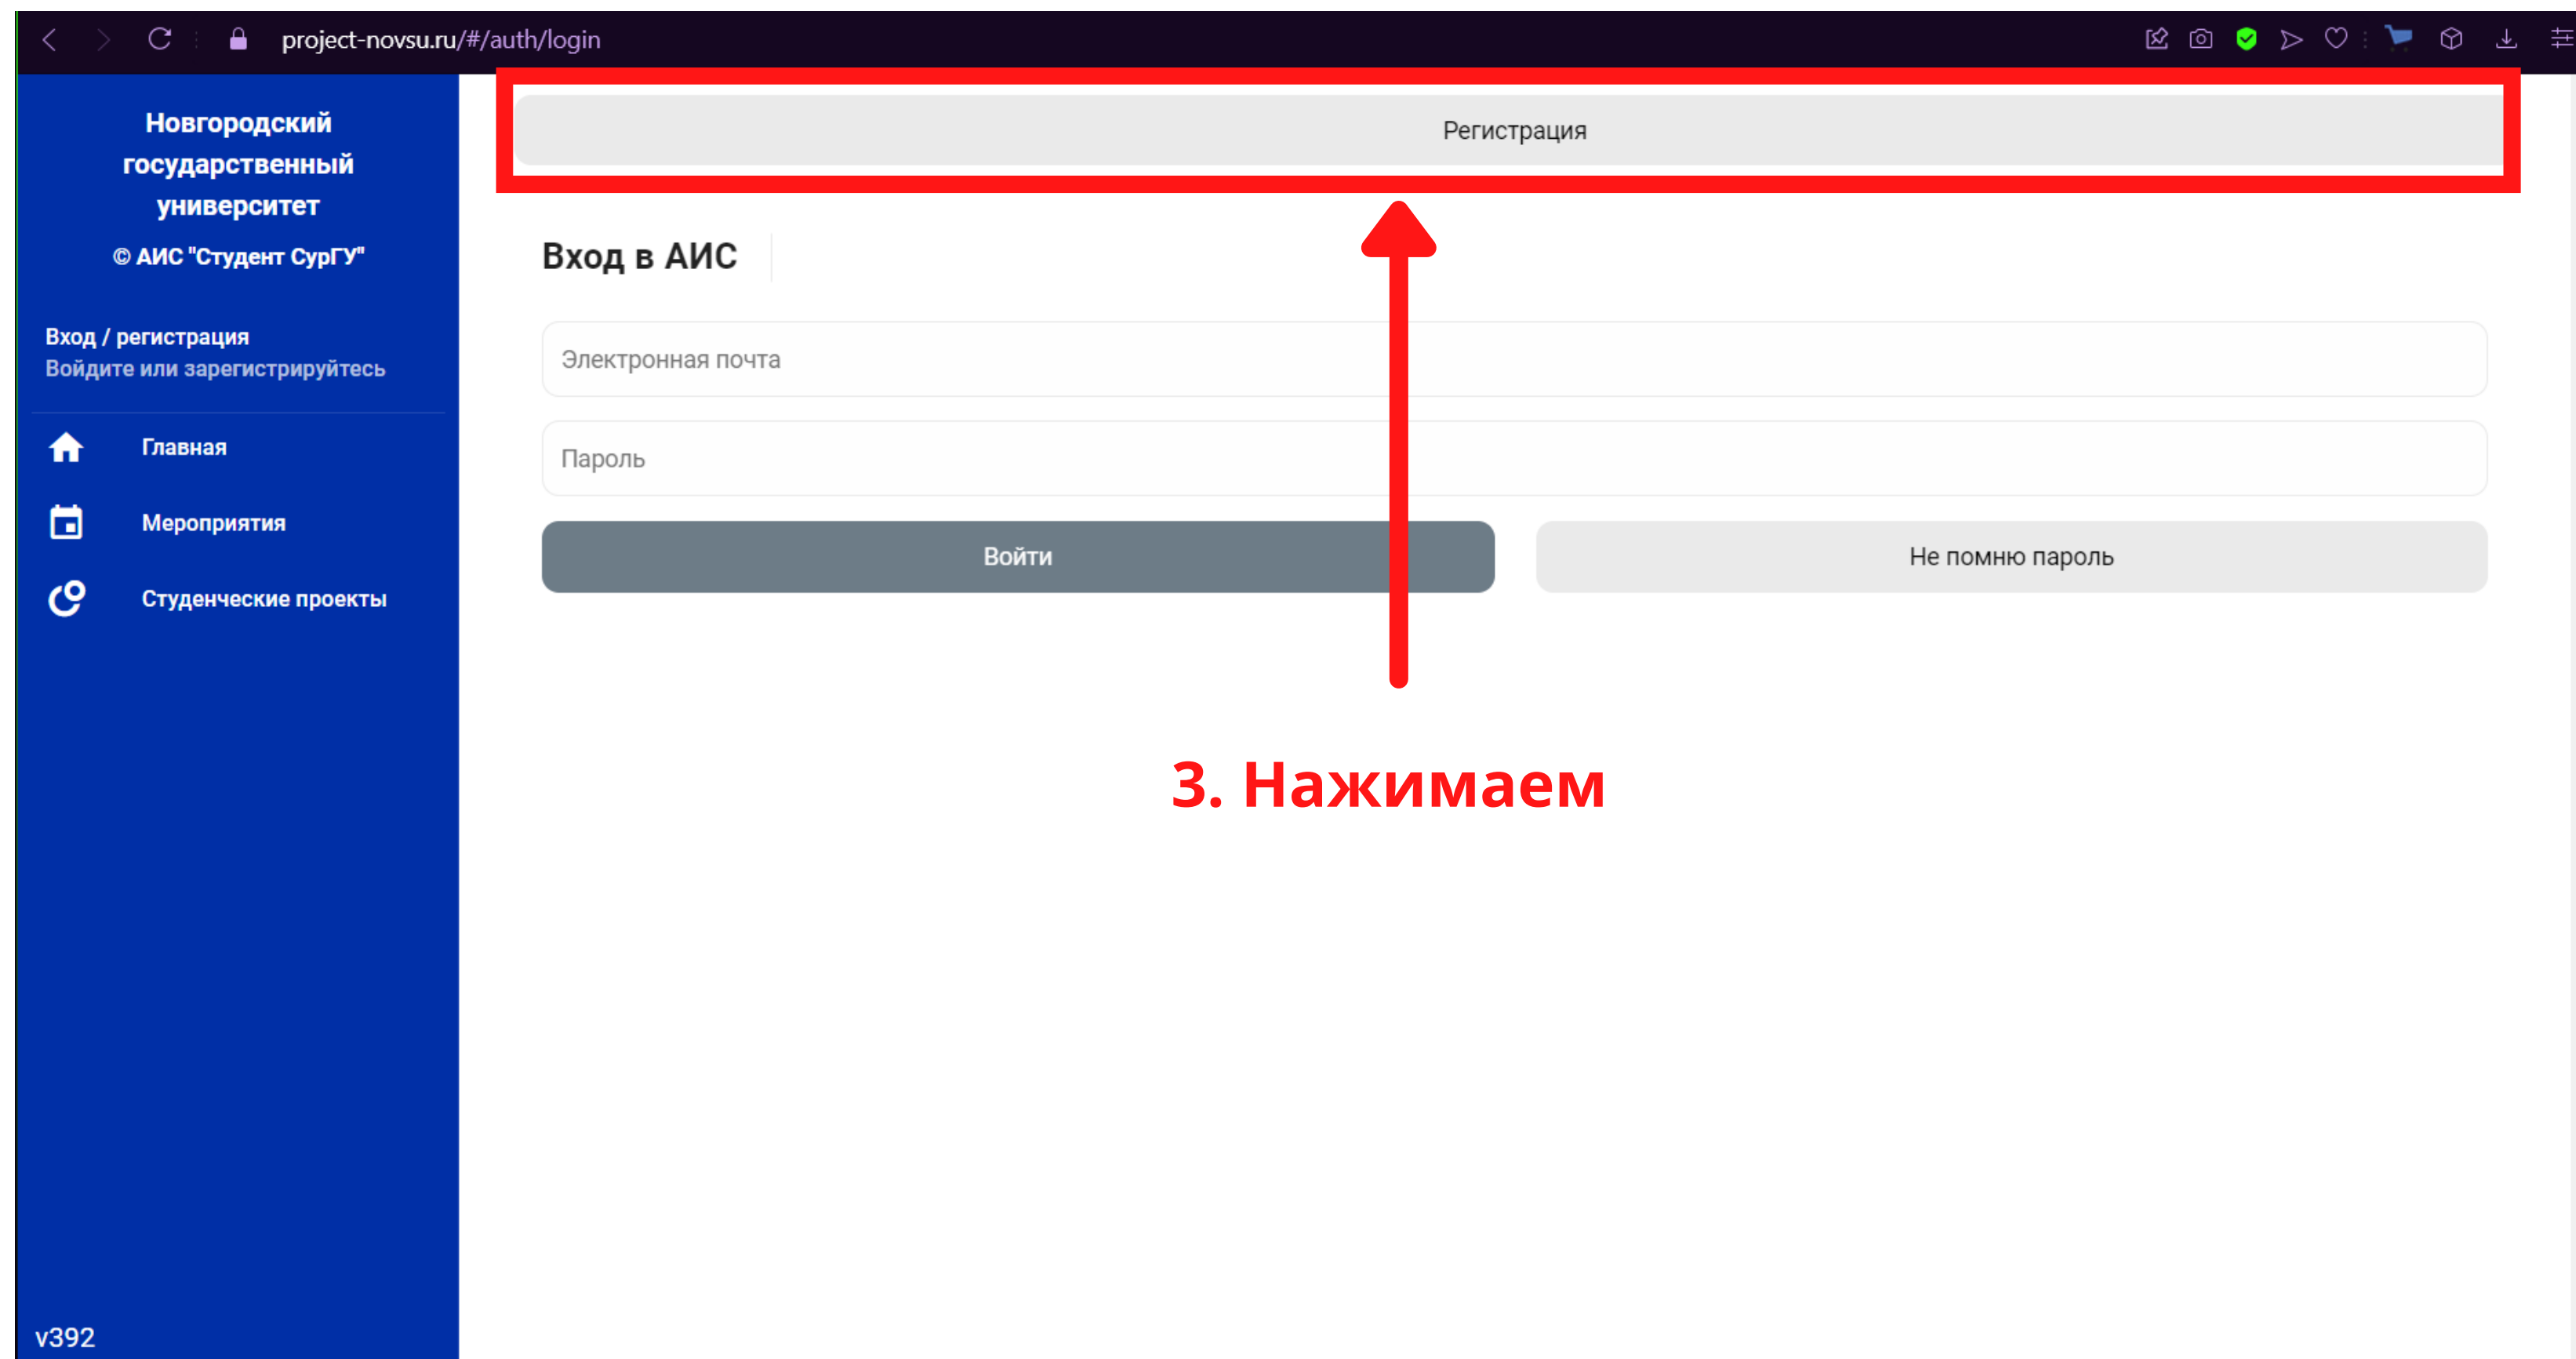 project-novsu.ru/#/auth/login
Новгородский
государственный
университет
© АИС "Студент СурГУ"
Вход / регистрация
Войдите или зарегистрируйтесь
Главная
Мероприятия
Студенческие проекты
v392
Регистрация
Вход в АИС
Электронная почта
Пароль
Войти
Не помню пароль
3. Нажимаем